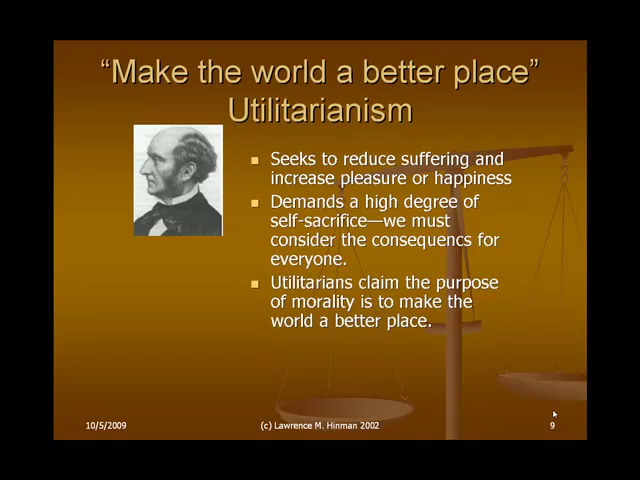 “Make the world a better place”
Utilitarianism
Seeks to reduce suffering and
increase pleasure or happiness
Demands a high degree of
self-sacrifice—we must
consider the consequencs for
everyone.
Utilitarians claim the purpose
of morality is to make the
world a better place.
10/5/2009
(c) Lawrence M. Hinman 2002
9